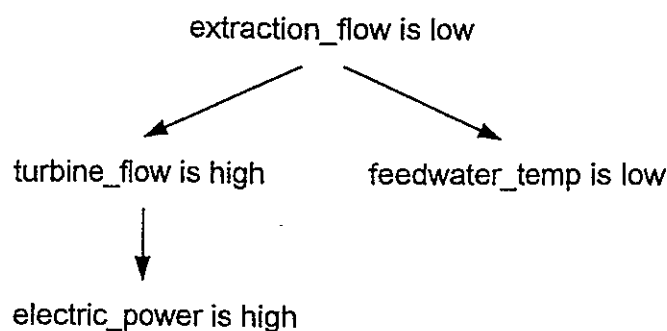 extraction_flow is low
turbine_flow is high
feedwater_temp is low
electric_power is high